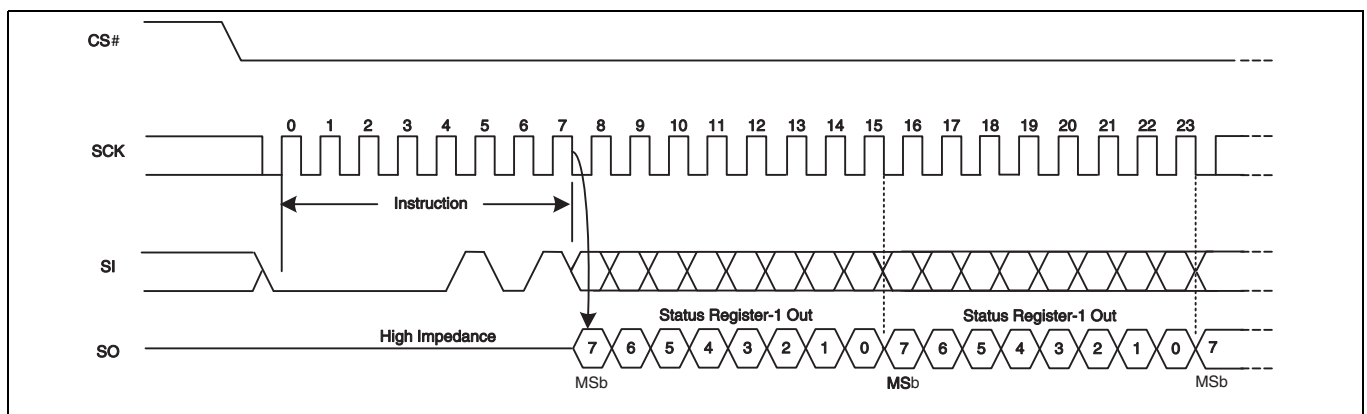 CS#
0 1 2 3 4 5 6 7 8 9 10 11 12 13 14 15 16 17 18 19 20 21 22 23
SCK
Instruction
SI
Status Register-1 Out Status Register-1 Out
High Impedance
SO 7 6 5 4 3 2 1 0 7 6 5 4 3 2 1 0 7
MSb MSb MSb